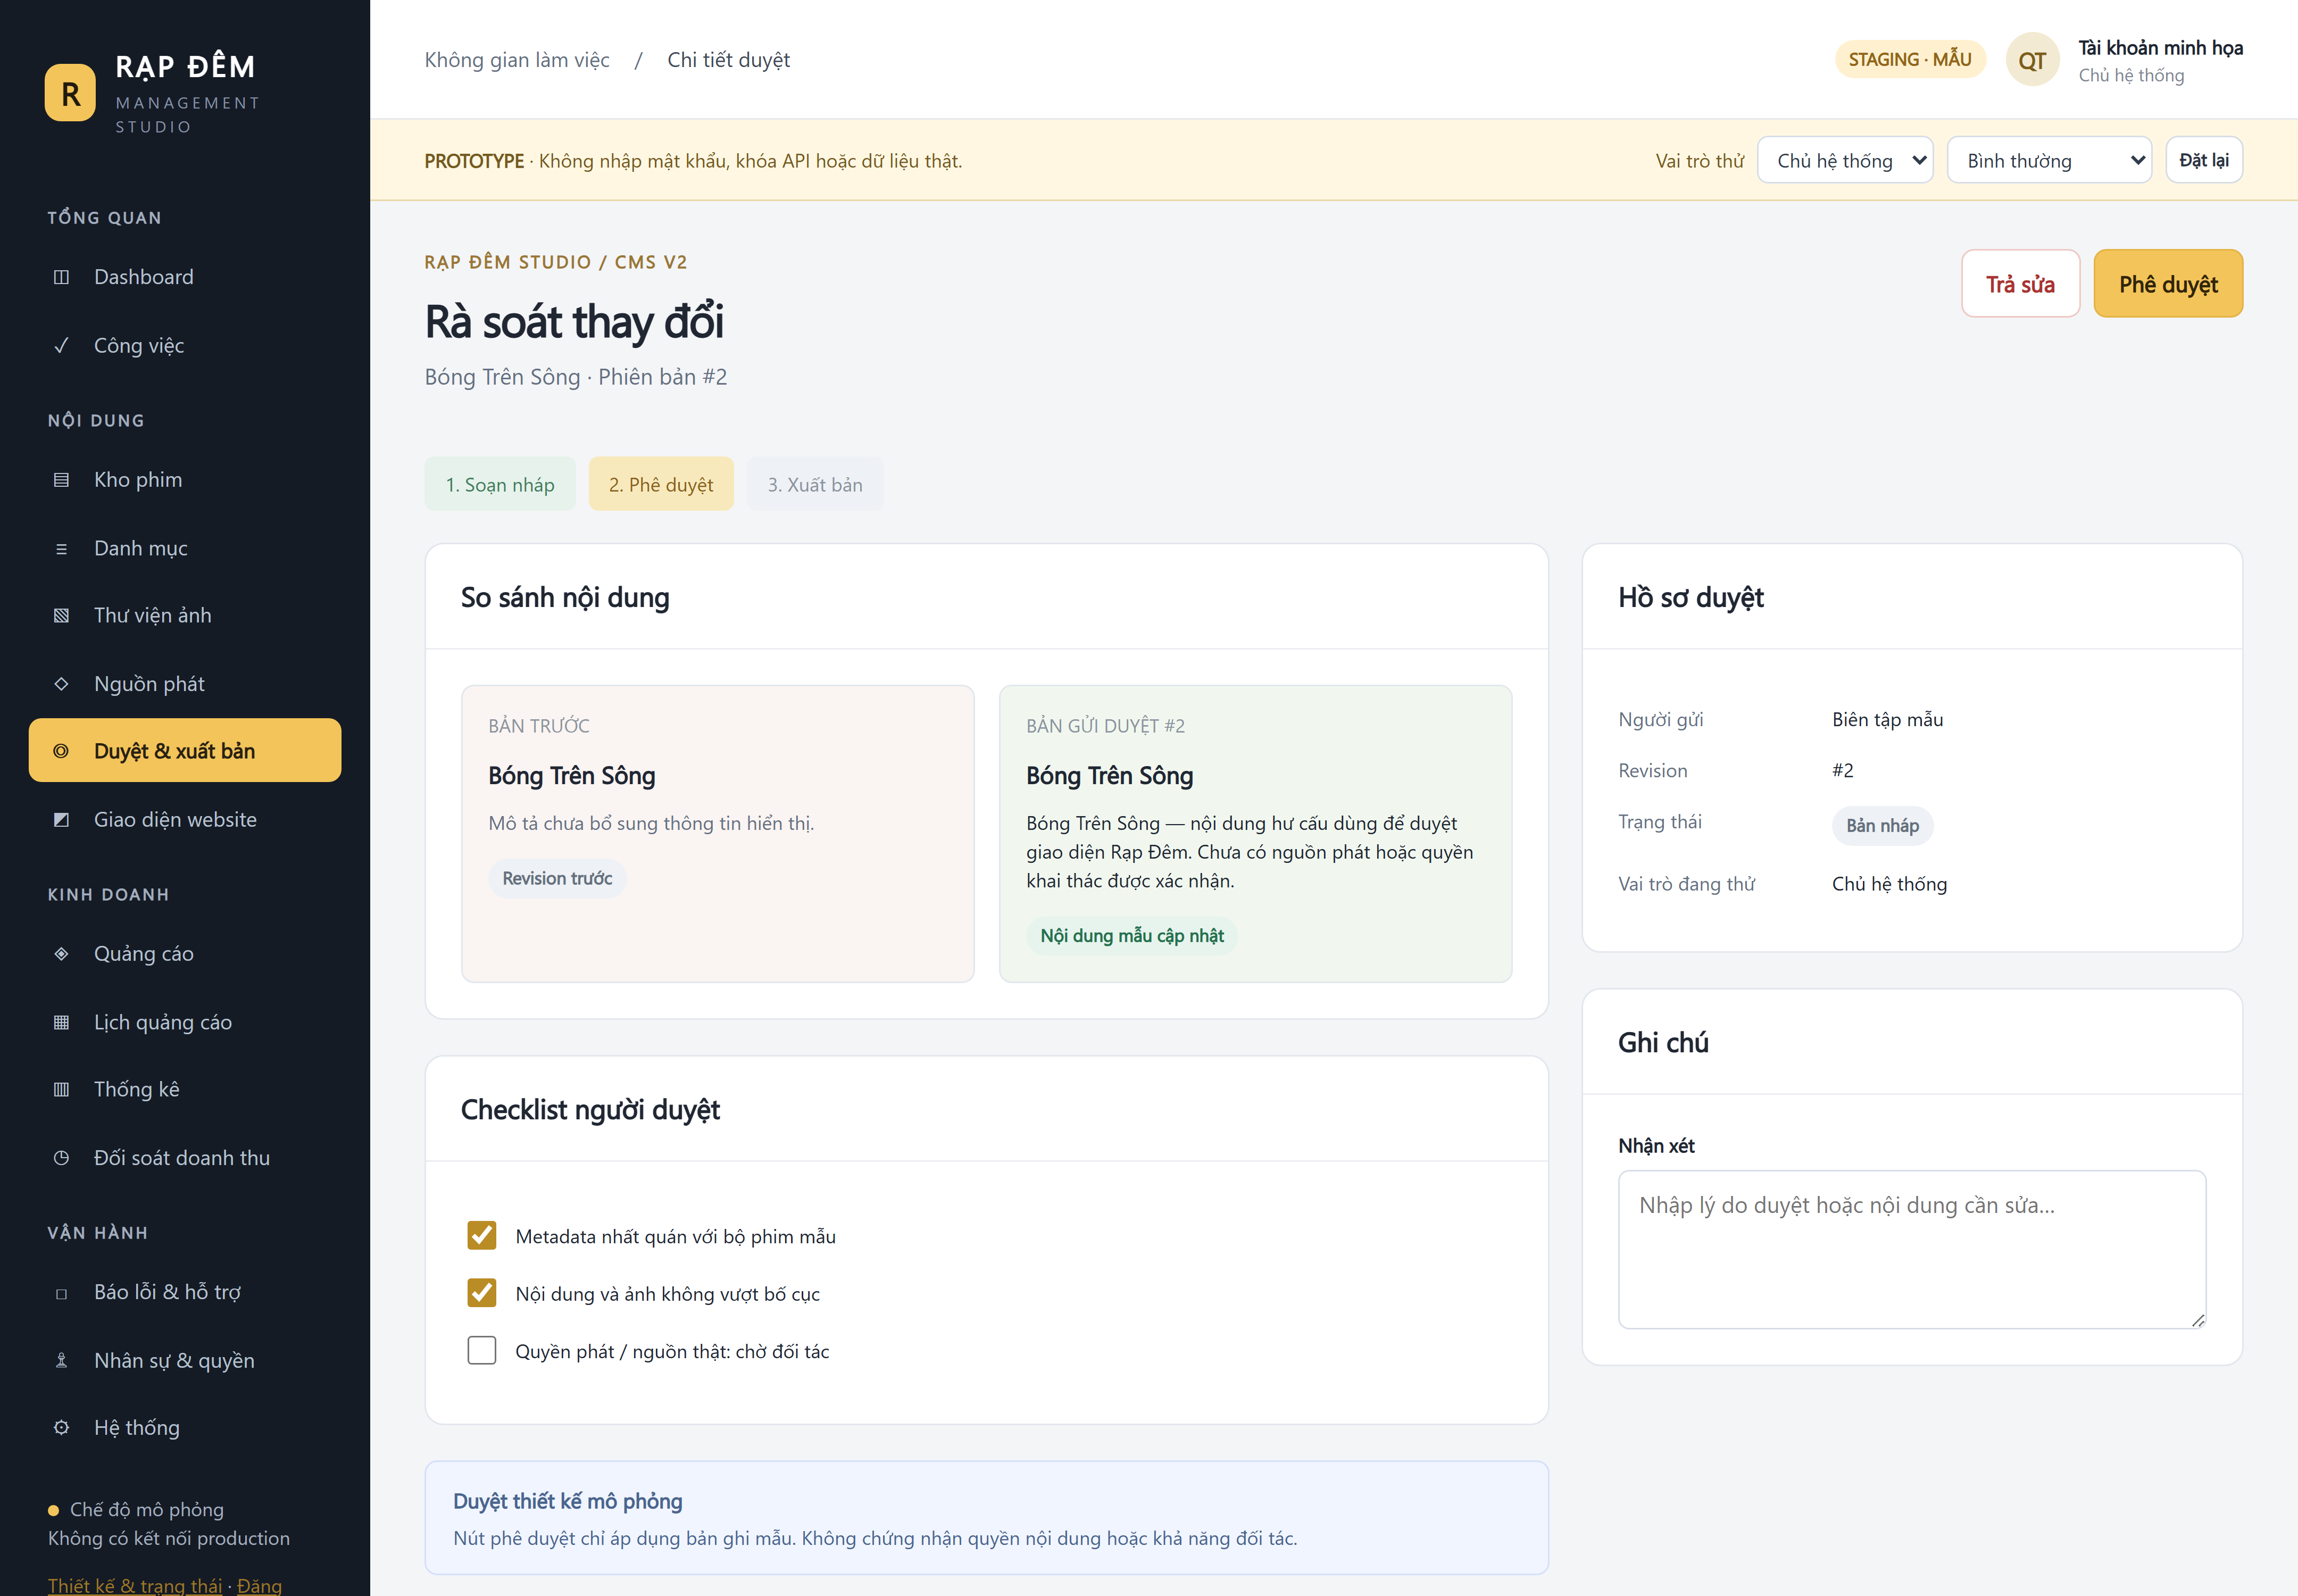 R
RẠP ĐÊM
MANAGEMENT
STUDIO
TỔNG QUAN
Dashboard
Công việc
NỘI DUNG
Kho phim
Danh mục
Thư viện ảnh
Nguồn phát
Duyệt & xuất bản
Giao diện website
KINH DOANH
Quảng cáo
Lịch quảng cáo
Thống kê
Đối soát doanh thu
VẬN HÀNH
Báo lỗi & hỗ trợ
Nhân sự & quyền
Hệ thống
Chế độ mô phỏng
Không có kết nối production
Thiết kế & trạng thái · Đăng
Không gian làm việc / Chi tiết duyệt
STAGING · MẪU
QT
Tài khoản minh họa
Chủ hệ thống
PROTOTYPE · Không nhập mật khẩu, khóa API hoặc dữ liệu thật.
Vai trò thử
Chủ hệ thống
Bình thường
Đặt lại
RẠP ĐÊM STUDIO / CMS V2
Rà soát thay đổi
Bóng Trên Sông · Phiên bản #2
Trả sửa
Phê duyệt
1. Soạn nháp
2. Phê duyệt
3. Xuất bản
So sánh nội dung
BẢN TRƯỚC
Bóng Trên Sông
Mô tả chưa bổ sung thông tin hiển thị.
Revision trước
BẢN GỬI DUYỆT #2
Bóng Trên Sông
Bóng Trên Sông — nội dung hư cấu dùng để duyệt
giao diện Rạp Đêm. Chưa có nguồn phát hoặc quyền
khai thác được xác nhận.
Nội dung mẫu cập nhật
Checklist người duyệt
Metadata nhất quán với bộ phim mẫu
Nội dung và ảnh không vượt bố cục
Quyền phát / nguồn thật: chờ đối tác
Duyệt thiết kế mô phỏng
Nút phê duyệt chỉ áp dụng bản ghi mẫu. Không chứng nhận quyền nội dung hoặc khả năng đối tác.
Hồ sơ duyệt
Người gửi Biên tập mẫu
Revision #2
Trạng thái Bản nháp
Vai trò đang thử Chủ hệ thống
Ghi chú
Nhận xét
Nhập lý do duyệt hoặc nội dung cần sửa...